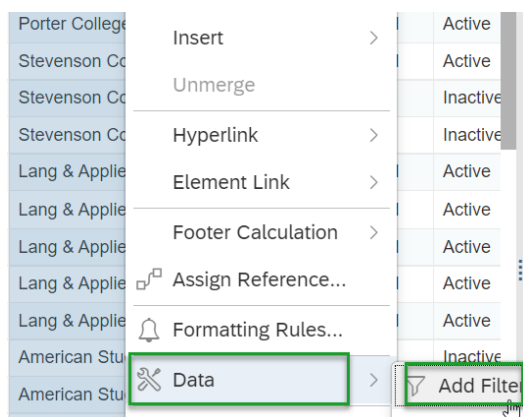 Porter College
Insert
Active
Stevenson Co
Active
Unmerge
Stevenson Co
Inactive
Stevenson Co
Hyperlink
Inactive
Lang & Applie
Element Link
Active
Lang & Applie
Active
Footer Calculation
Lang & Applie
Active
Lang & Applie
Assign Reference...
Active
Lang & Applie
Formatting Rules...
Active
American Stu
Inactive
Data
Add Filter
American Stu